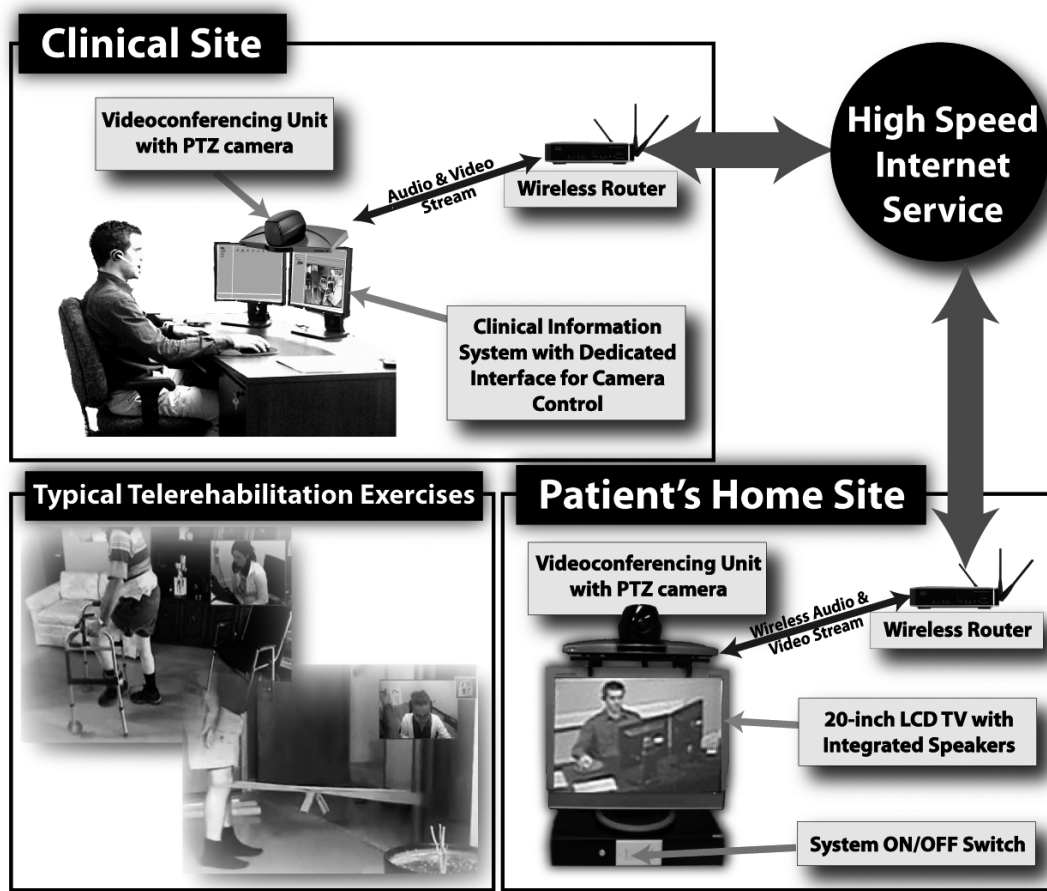 Clinical Site
Videoconferencing Unit
with PTZ camera
Audio & Video
Stream
Wireless Router
High Speed
Internet
Service
Clinical Information
System with Dedicated
Interface for Camera
Control
Typical Telerehabilitation Exercises
Patient's Home Site
Videoconferencing Unit
with PTZ camera
Wireless Audio &
Video Stream
Wireless Router
20-inch LCD TV with
Integrated Speakers
System ON/OFF Switch